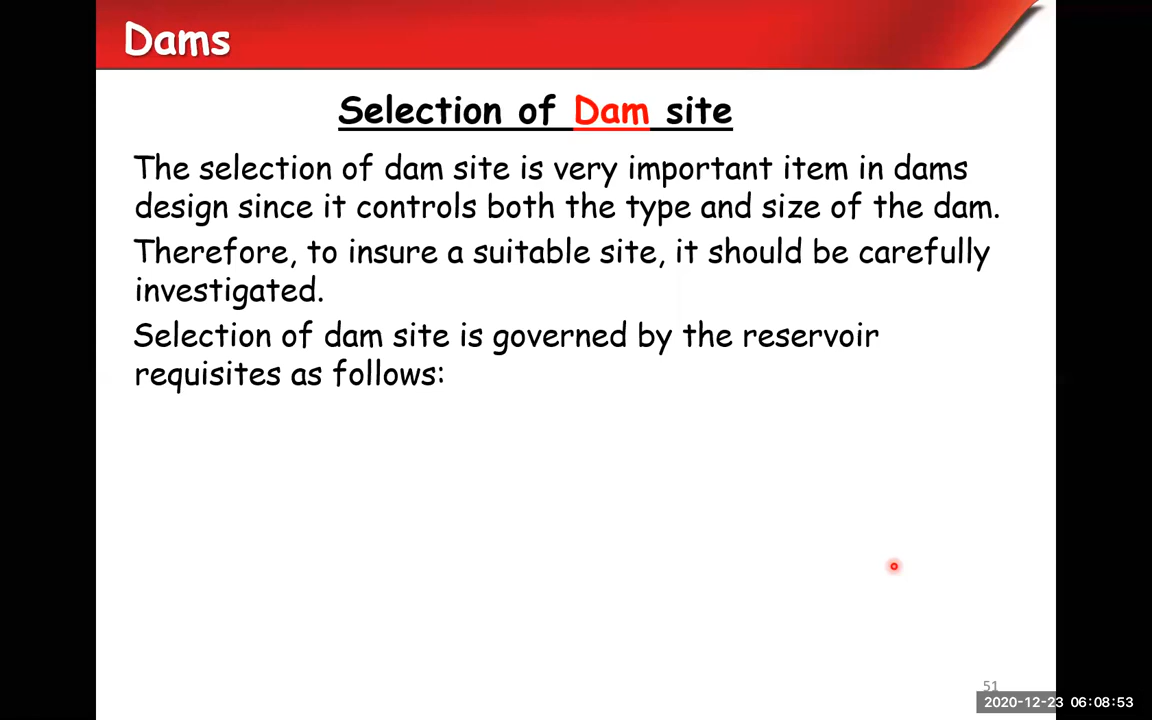 Dams
Selection of Dam site
The selection of dam site is very important item in dams
design since it controls both the type and size of the dam.
Therefore, to insure a suitable site, it should be carefully
investigated.
Selection of dam site is governed by the reservoir
requisites as follows:
51
2020-12-23 06:08:53